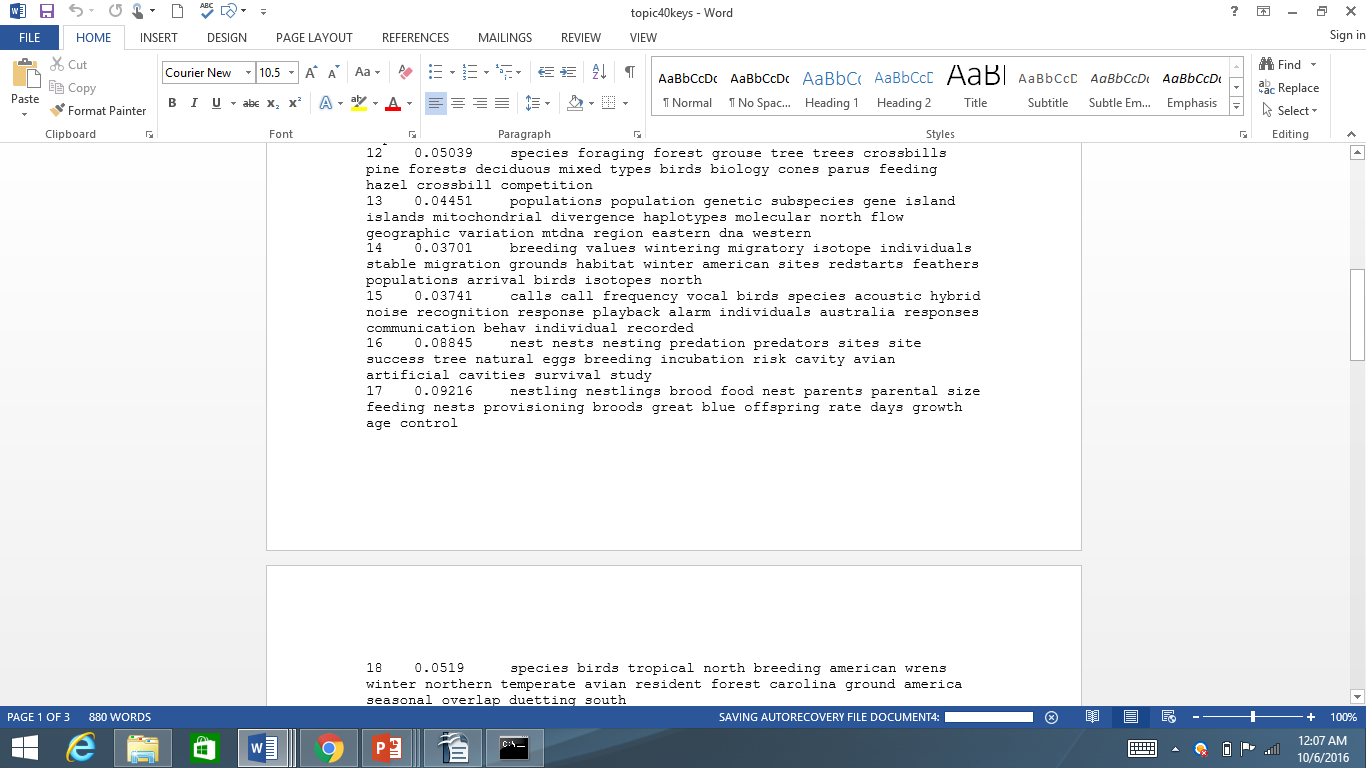 topic40keys - Word
FILE HOME INSERT DESIGN PAGE LAYOUT REFERENCES MAILINGS REVIEW VIEW Sign in
Paste
Cut
Copy
Format Painter
Clipboard
Courier New 10.5
Font
Paragraph
AaBbCcDc ¶ Normal
AaBbCcDc ¶ No Spac...
AaBbCc Heading 1
AaBbCcD Heading 2
AaB Title
AaBbCcD Subtitle
AaBbCcDc Subtle Em...
AaBbCcDc Emphasis
Styles
Find
Replace
Select
Editing
12 0.05039 species foraging forest grouse tree trees crossbills
pine forests deciduous mixed types birds biology cones parus feeding
hazel crossbill competition
13 0.04451 populations population genetic subspecies gene island
islands mitochondrial divergence haplotypes molecular north flow
geographic variation mtdna region eastern dna western
14 0.03701 breeding values wintering migratory isotope individuals
stable migration grounds habitat winter american sites redstarts feathers
populations arrival birds isotopes north
15 0.03741 calls call frequency vocal birds species acoustic hybrid
noise recognition response playback alarm individuals australia responses
communication behav individual recorded
16 0.08845 nest nests nesting predation predators sites site
success tree natural eggs breeding incubation risk cavity avian
artificial cavities survival study
17 0.09216 nestling nestlings brood food nest parents parental size
feeding nests provisioning broods great blue offspring rate days growth
age control
18 0.0519 species birds tropical north breeding american wrens
winter northern temperate avian resident forest carolina ground america
seasonal overlap duetting south
PAGE 1 OF 3 880 WORDS SAVING AUTORECOVERY FILE DOCUMENT4: 100%
12:07 AM
10/6/2016